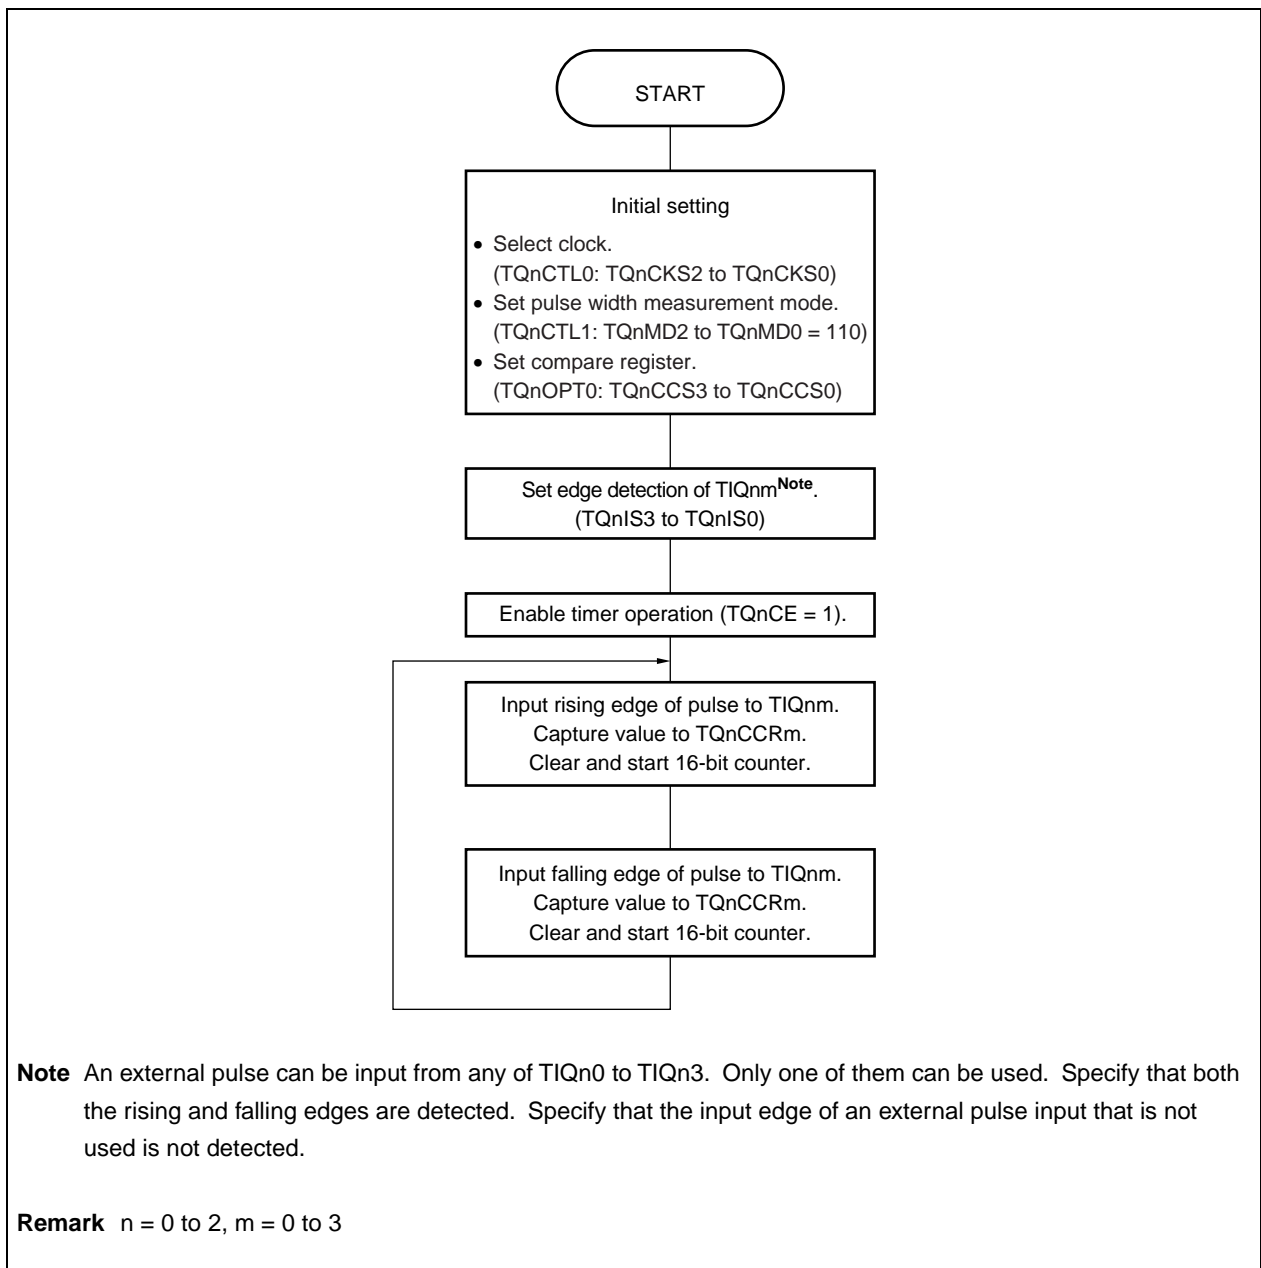 START
Initial setting
• Select clock.
(TQnCTL0: TQnCKS2 to TQnCKS0)
• Set pulse width measurement mode.
(TQnCTL1: TQnMD2 to TQnMD0 = 110)
• Set compare register.
(TQnOPT0: TQnCCS3 to TQnCCS0)
Set edge detection of TIQnmNote.
(TQnIS3 to TQnIS0)
Enable timer operation (TQnCE = 1).
Input rising edge of pulse to TIQnm.
Capture value to TQnCCRm.
Clear and start 16-bit counter.
Input falling edge of pulse to TIQnm.
Capture value to TQnCCRm.
Clear and start 16-bit counter.
Note An external pulse can be input from any of TIQn0 to TIQn3. Only one of them can be used. Specify that both
the rising and falling edges are detected. Specify that the input edge of an external pulse input that is not
used is not detected.
Remark n = 0 to 2, m = 0 to 3